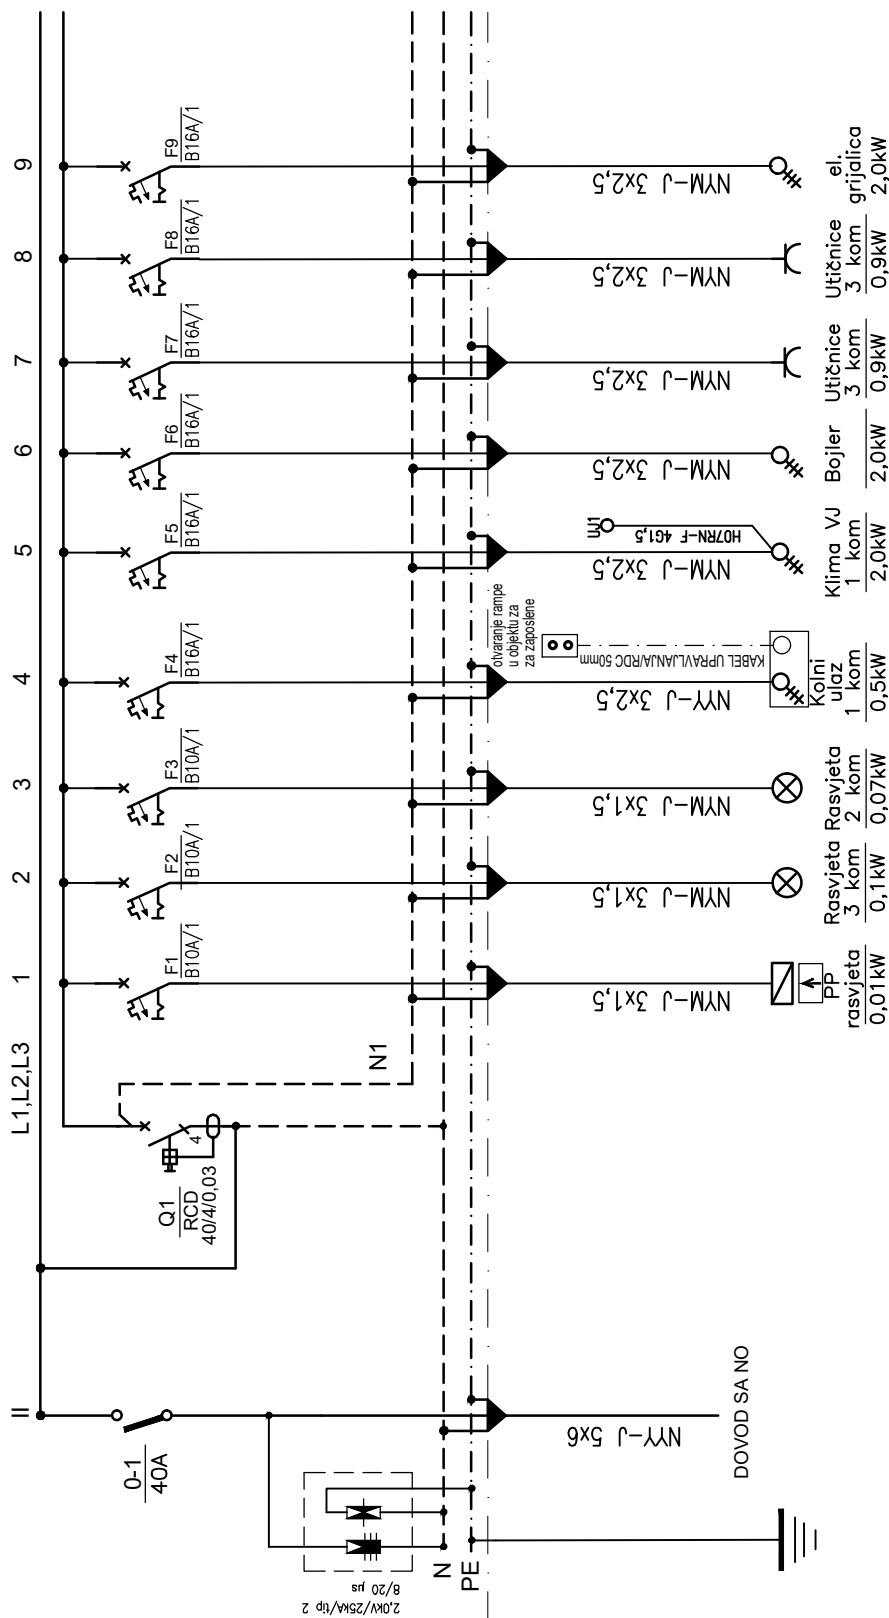 II
L1,L2,L3
1
2
3
4
5
6
7
8
9
0-1
40A
Q1
RCD
40/4/0,03
4
F1
B10A/1
F2
B10A/1
F3
B10A/1
F4
B16A/1
F5
B16A/1
F6
B16A/1
F7
B16A/1
F8
B16A/1
F9
B16A/1
2,0kV/25kA/tip 2
8/20 µs
N1
N
PE
otvaranje rampe
u objektu za
za zaposlene
NYY-J 5x6
NYM-J 3x1,5
NYM-J 3x1,5
NYM-J 3x1,5
NYY-J 3x2,5
KABEL UPRAVLJANJA/RDC 50mm
NYM-J 3x2,5
UJ1
H07RN-F 4G1,5
NYM-J 3x2,5
NYM-J 3x2,5
NYM-J 3x2,5
NYM-J 3x2,5
DOVOD SA NO
PP
rasvjeta
0,01kW
Rasvjeta
3 kom
0,1kW
Rasvjeta
2 kom
0,07kW
Kolni
ulaz
1 kom
0,5kW
Klima VJ
1 kom
2,0kW
Bojler
2,0kW
Utičnice
3 kom
0,9kW
Utičnice
3 kom
0,9kW
el.
grijalica
2,0kW